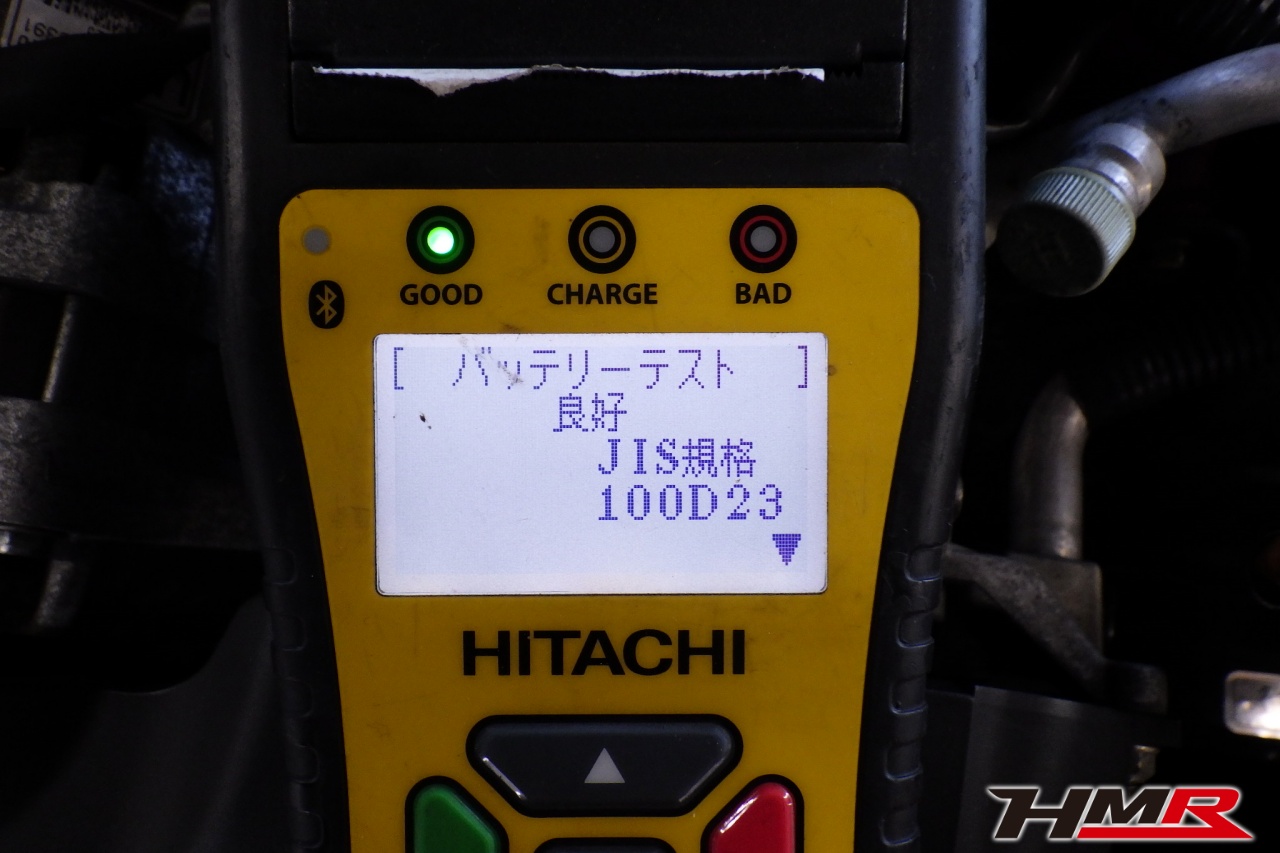 GOOD
CHARGE
BAD
[ バッテリーテスト ]
良好
JIS規格
100D23
▼
HITACHI
▲
HMR